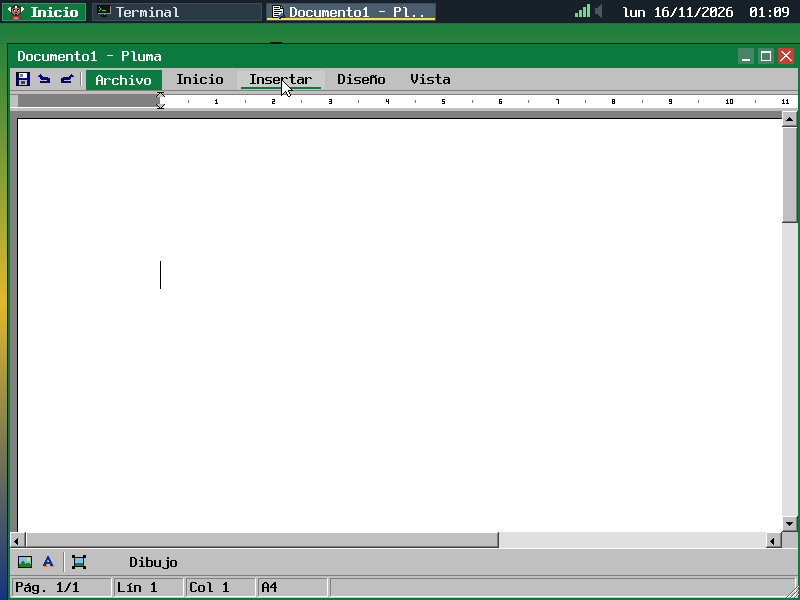 Inicio Terminal Documento1 - Pl.. lun 16/11/2026 01:09
Documento1 - Pluma
Archivo Inicio Insertar Diseño Vista
1 2 3 4 5 6 7 8 9 10 11
Dibujo
Pág. 1/1 Lín 1 Col 1 A4